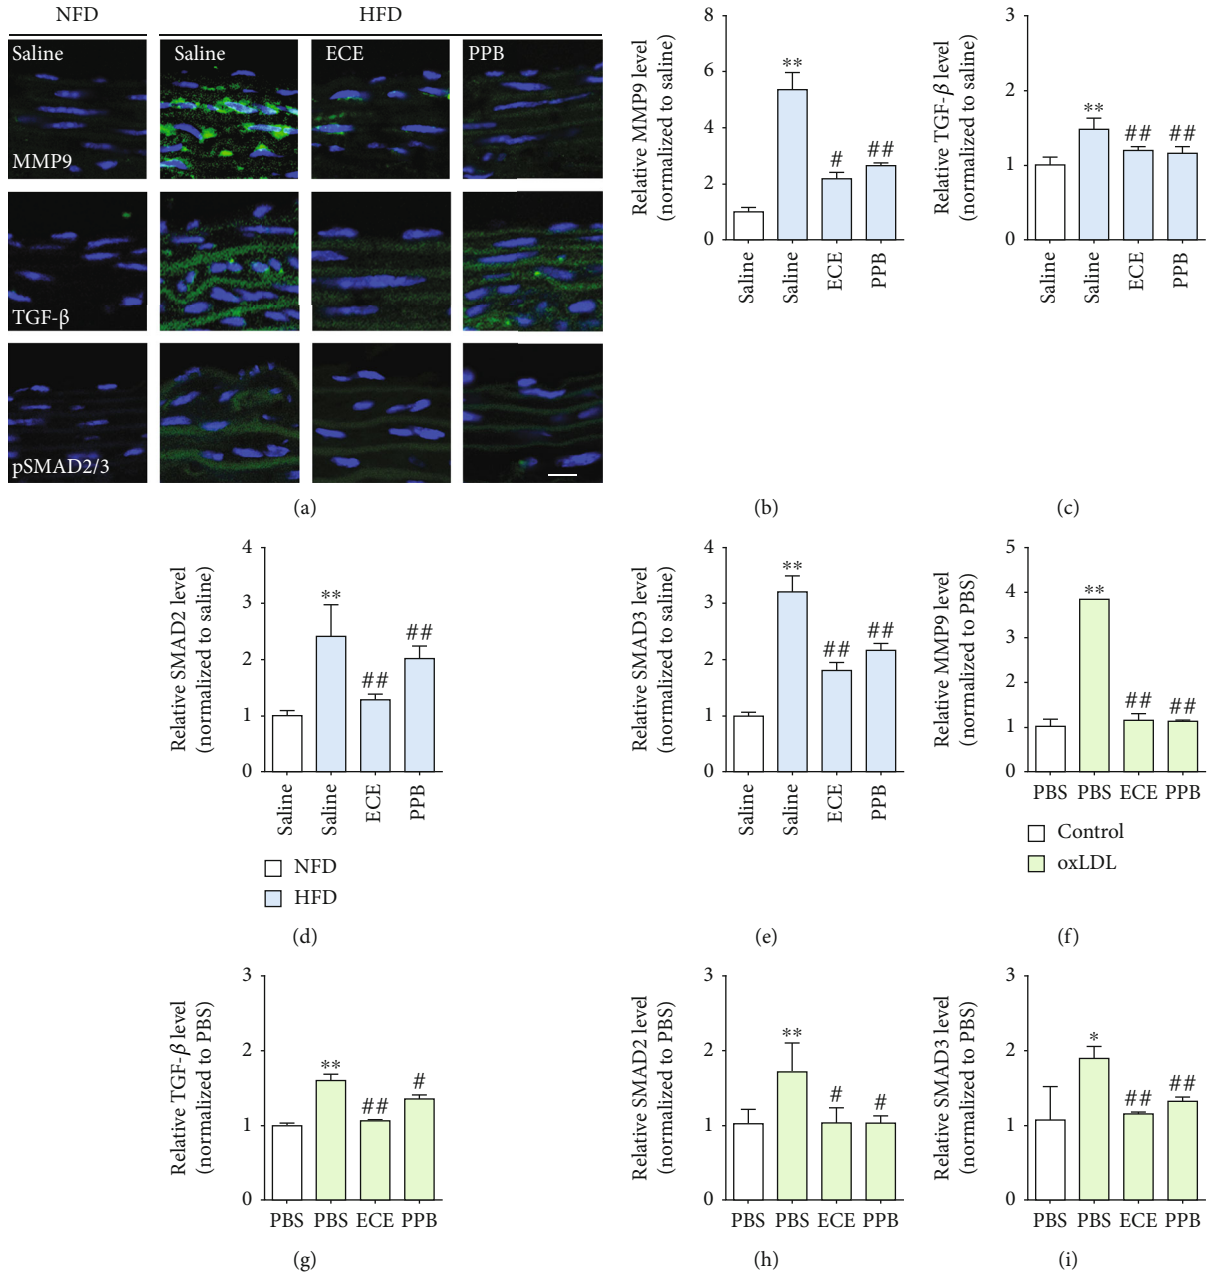 NFD HFD
Saline Saline ECE PPB
MMP9
TGF-β
pSMAD2/3
(a)
Relative MMP9 level
(normalized to saline)
8
6
4
2
0
**
#
##
Saline Saline ECE PPB
(b)
Relative TGF-β level
(normalized to saline)
3
2
1
0
**
##
##
Saline Saline ECE PPB
(c)
Relative SMAD2 level
(normalized to saline)
4
3
2
1
0
**
##
##
Saline Saline ECE PPB
NFD
HFD
(d)
Relative SMAD3 level
(normalized to saline)
4
3
2
1
0
**
##
##
Saline Saline ECE PPB
(e)
Relative MMP9 level
(normalized to PBS)
5
4
3
2
1
0
**
##
##
PBS PBS ECE PPB
Control
oxLDL
(f)
Relative TGF-β level
(normalized to PBS)
3
2
1
0
**
##
#
PBS PBS ECE PPB
(g)
Relative SMAD2 level
(normalized to PBS)
3
2
1
0
**
#
#
PBS PBS ECE PPB
(h)
Relative SMAD3 level
(normalized to PBS)
3
2
1
0
*
##
##
PBS PBS ECE PPB
(i)